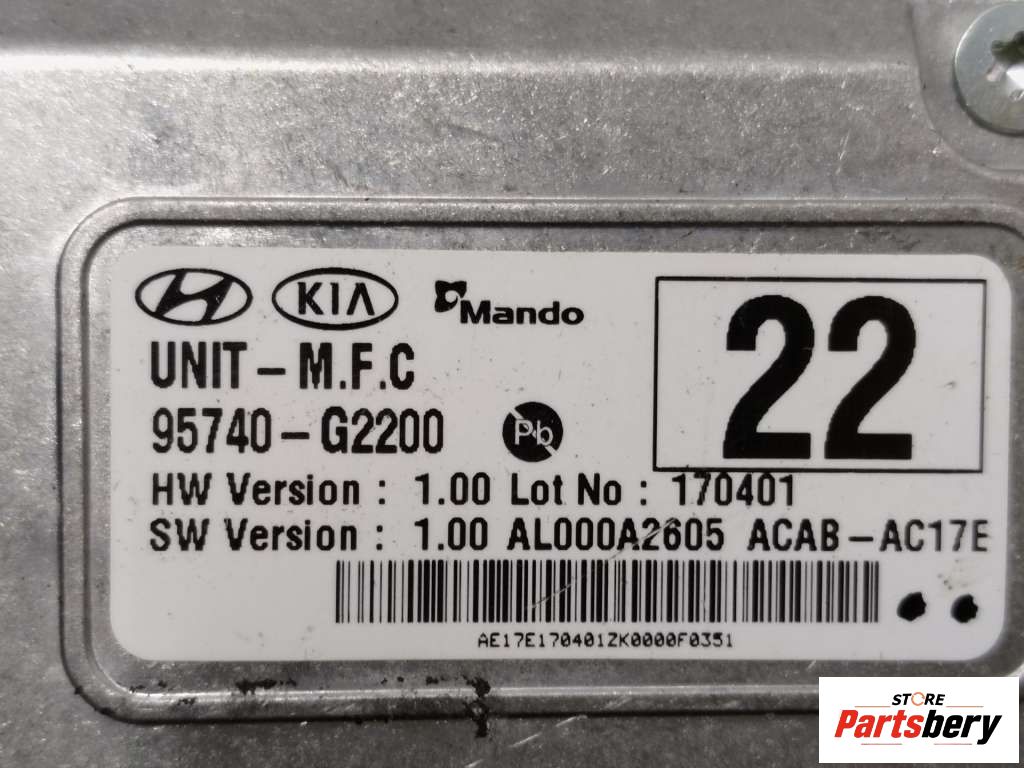 KIA Mando 22
UNIT - M.F.C
95740 - G2200 Pb
HW Version : 1.00 Lot No : 170401
SW Version : 1.00 AL000A2605 ACAB - AC17E
AE17E170401ZK0000F0351
STORE
Partsbery